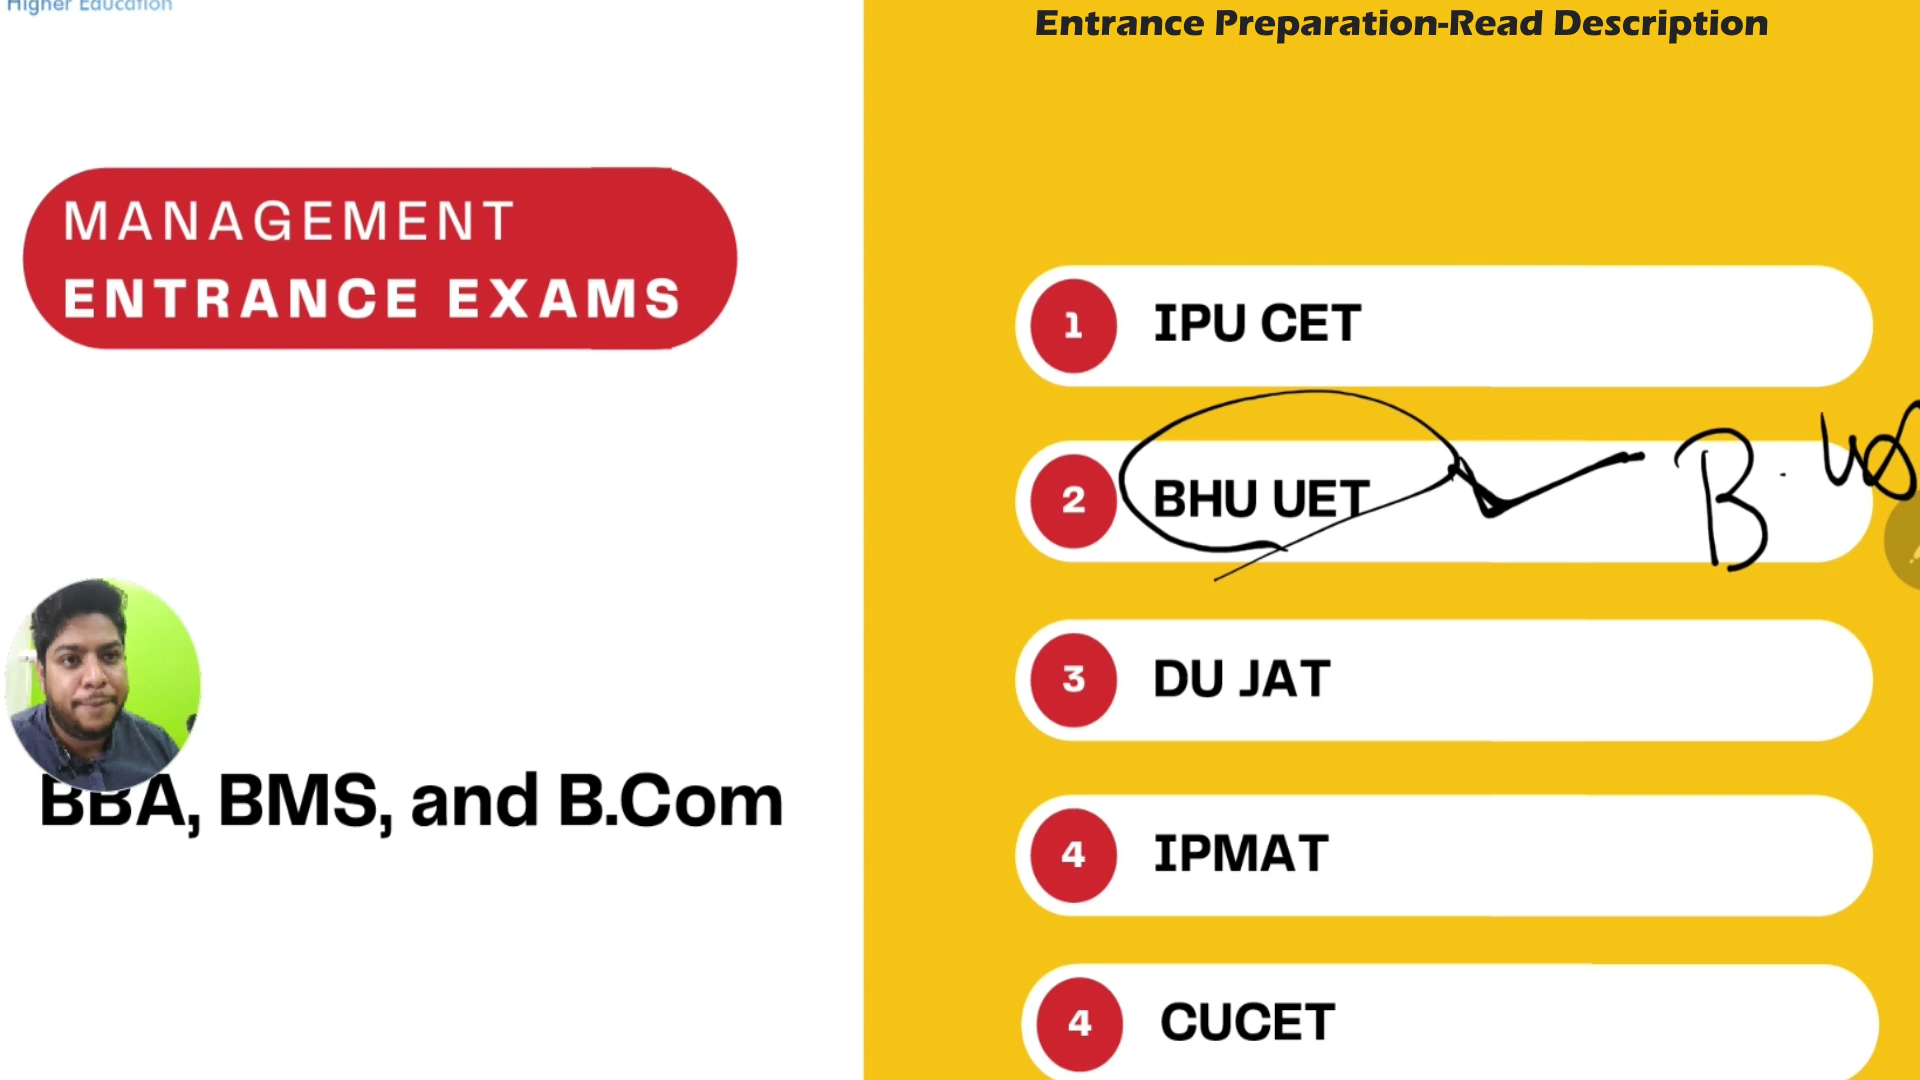 Higher Education
Entrance Preparation-Read Description
MANAGEMENT
ENTRANCE EXAMS
BBA, BMS, and B.Com
1 IPU CET
2 BHU UET
B.
3 DU JAT
4 IPMAT
4 CUCET